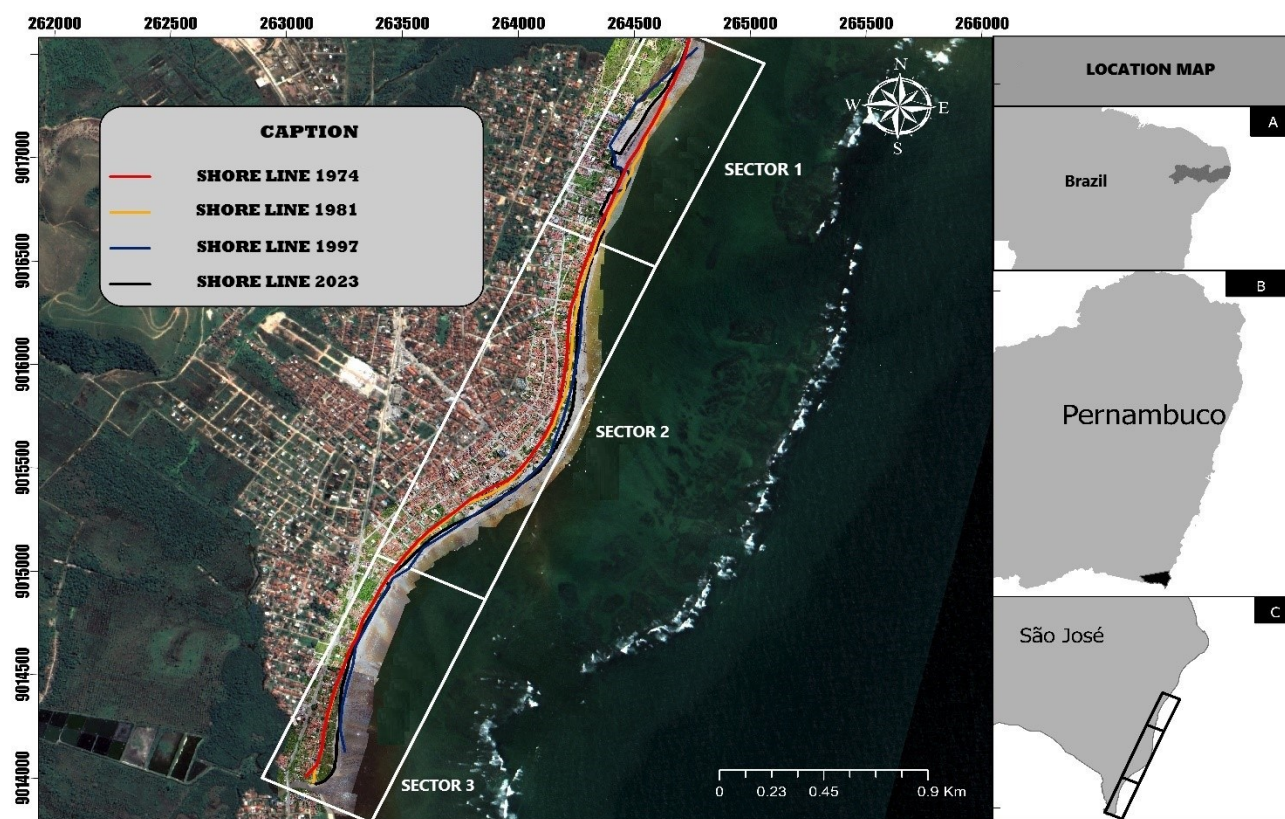 262000 262500 263000 263500 264000 264500 265000 265500 266000
9017000
9016500
9016000
9015500
9015000
9014500
9014000
CAPTION
SHORE LINE 1974
SHORE LINE 1981
SHORE LINE 1997
SHORE LINE 2023
N
W E
S
SECTOR 1
SECTOR 2
SECTOR 3
0 0.23 0.45 0.9 Km
LOCATION MAP
A
Brazil
B
Pernambuco
C
São José